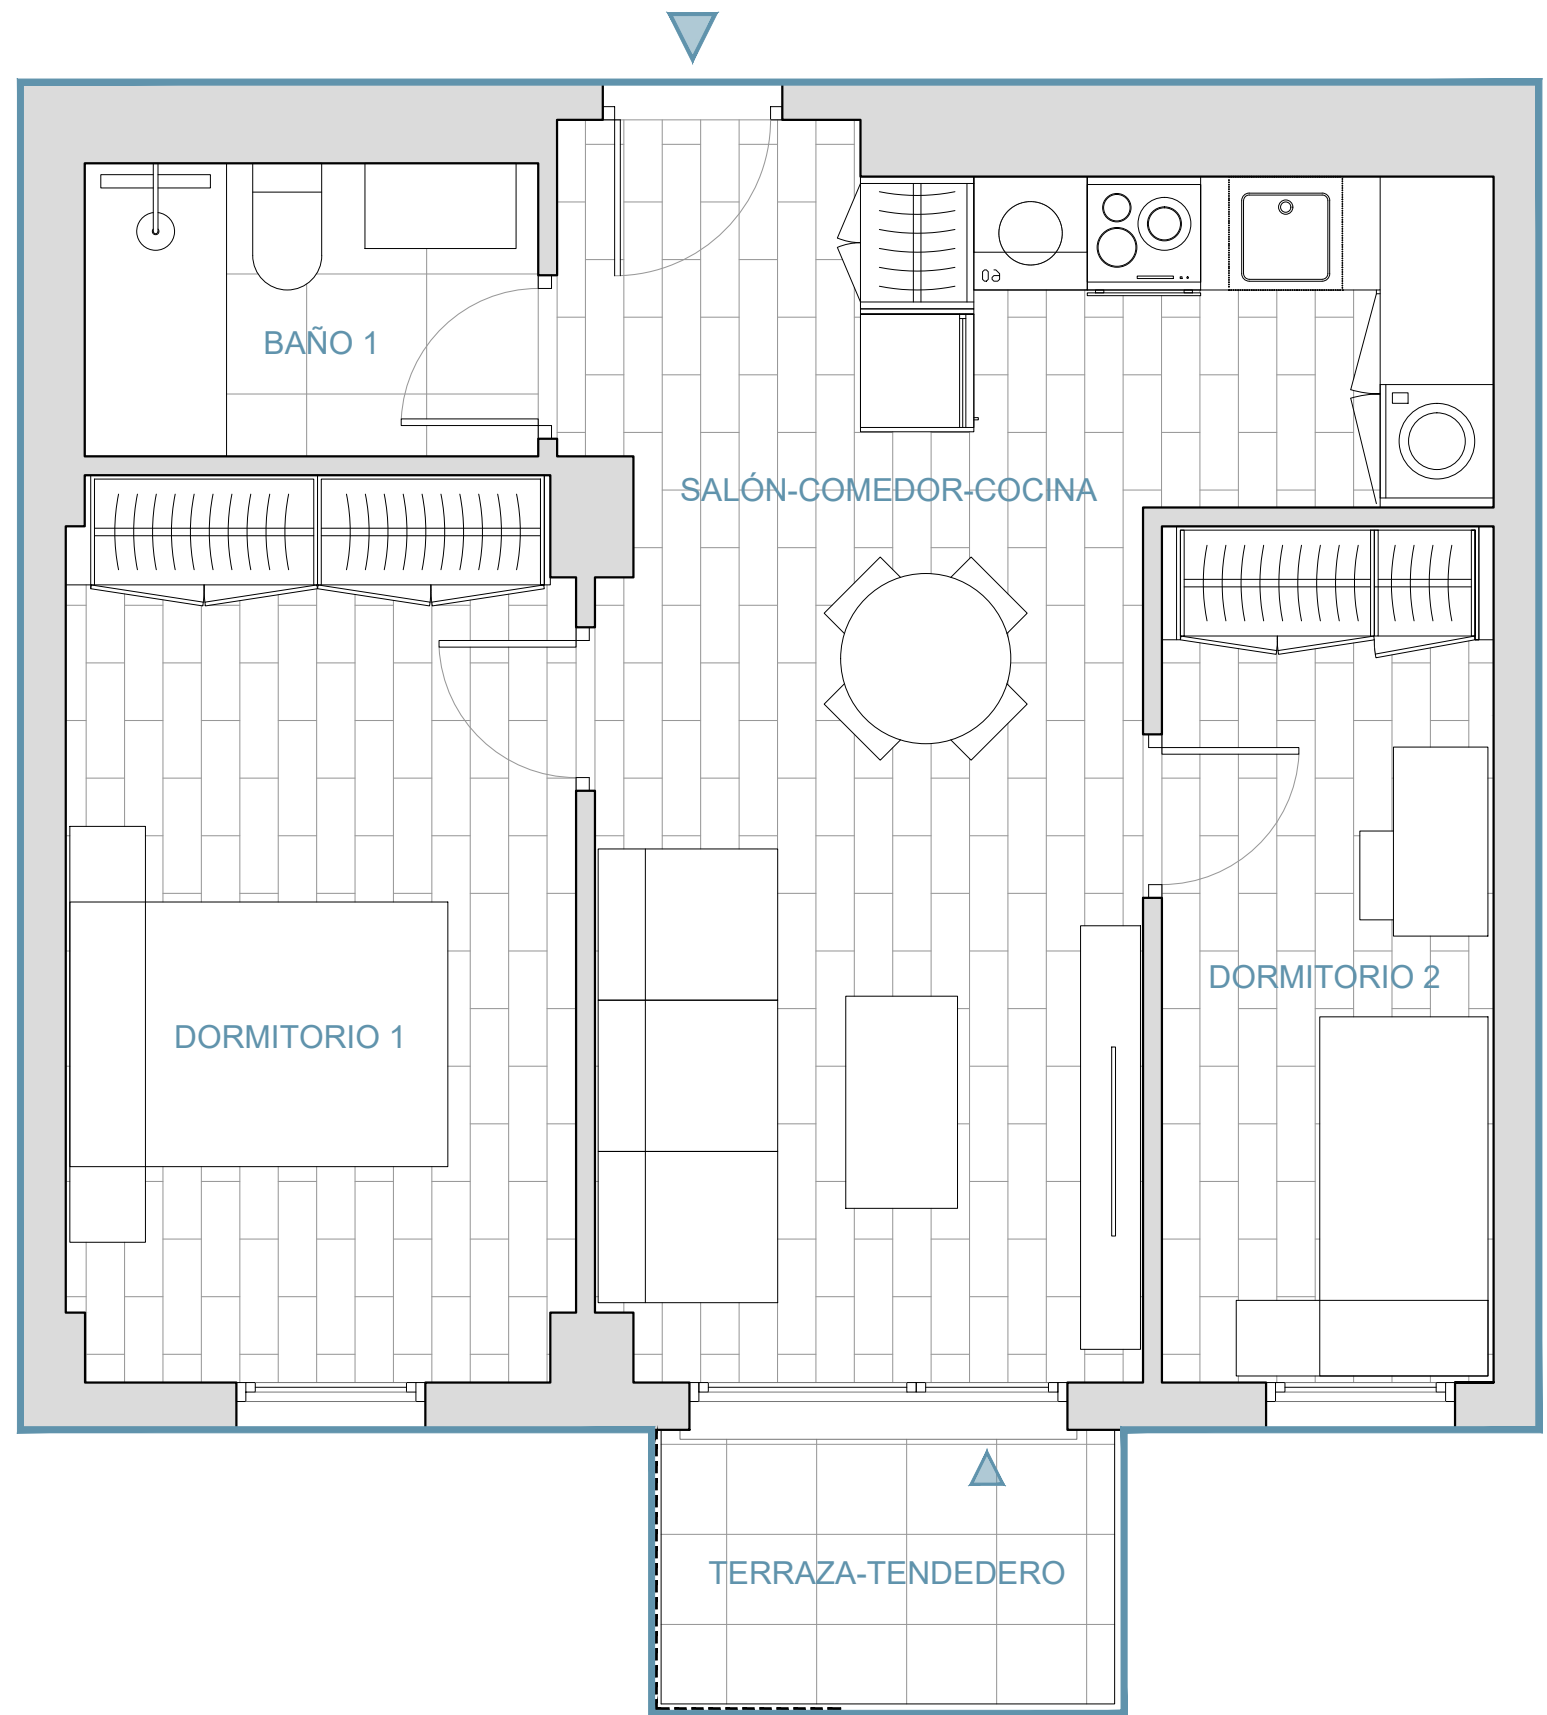 BAÑO 1
SALÓN-COMEDOR-COCINA
DORMITORIO 2
DORMITORIO 1
TERRAZA-TENDEDERO